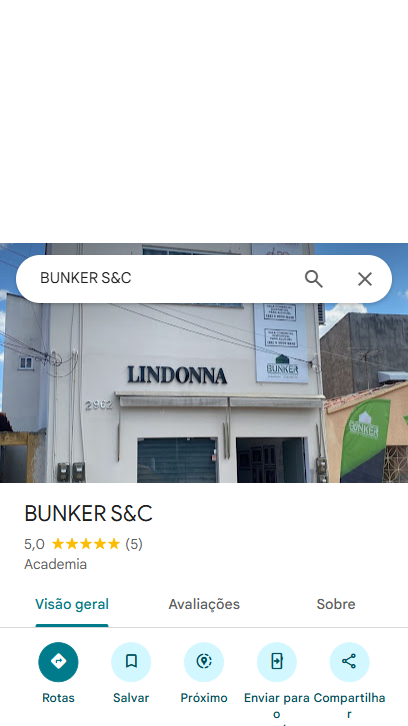 BUNKER S&C
BUNKER
LINDONNA
2962
BUNKER
BUNKER S&C
5,0 (5)
Academia
Visão geral Avaliações Sobre
Rotas Salvar Próximo Enviar para o Compartilhar